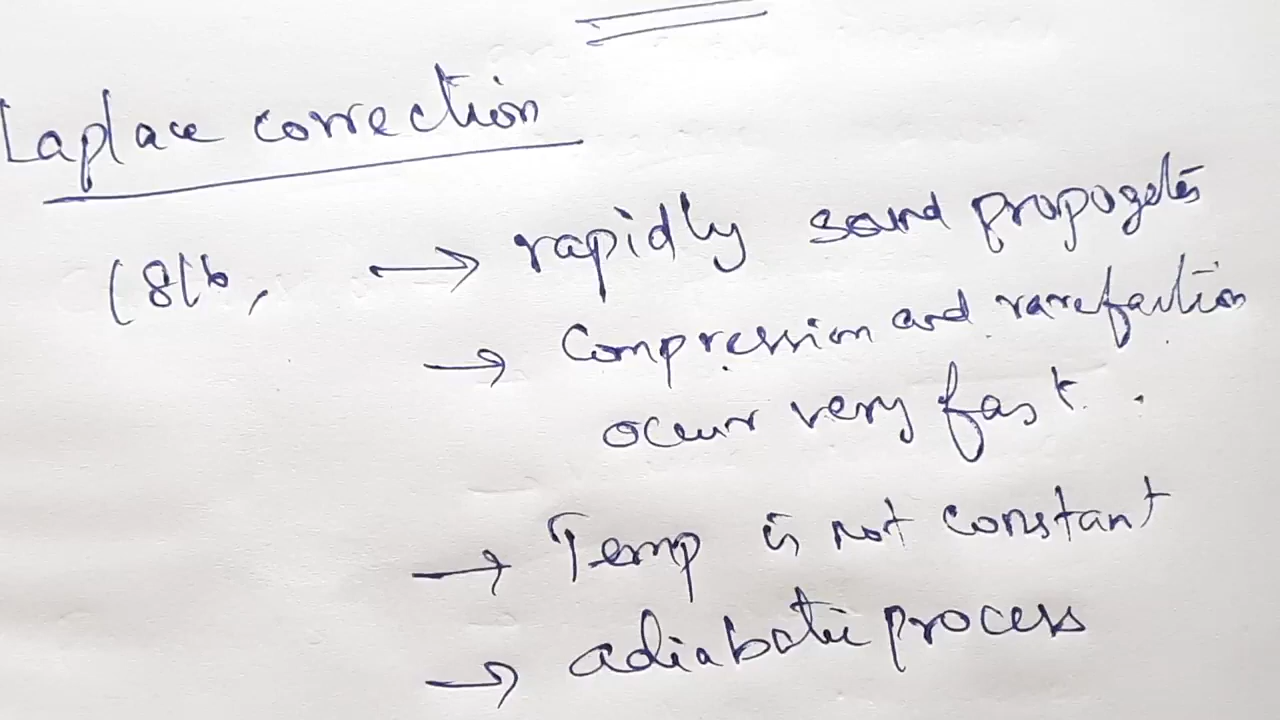 Laplace correction
(1816, → rapidly sound propogates
→ Compression and rarefaction
occur very fast.
→ Temp is not constant
→ adiabatic process